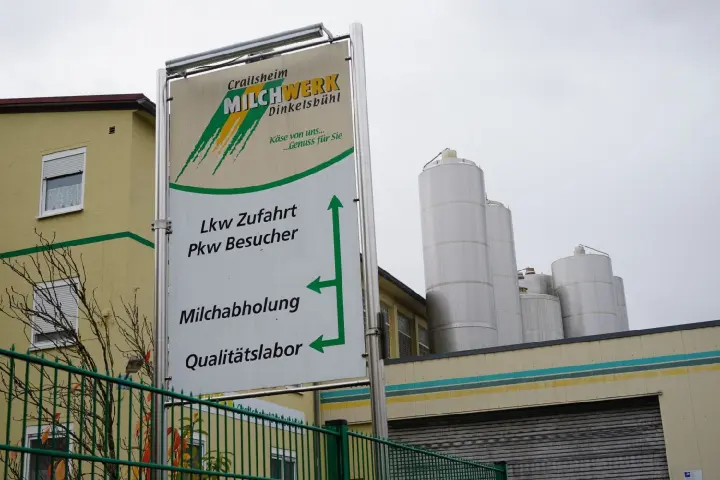 Crailsheim
MILCHWERK
Dinkelsbühl
Käse von uns...
...Genuss für Sie
Lkw Zufahrt
Pkw Besucher
Milchabholung
Qualitätslabor